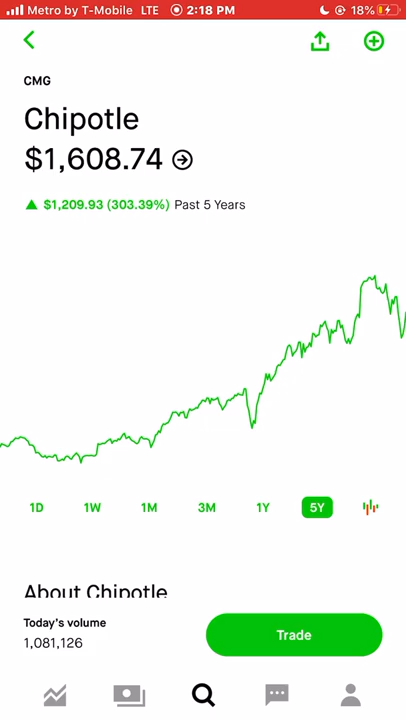 Metro by T-Mobile LTE 2:18 PM 18%
CMG
Chipotle
$1,608.74
▲ $1,209.93 (303.39%) Past 5 Years
1D 1W 1M 3M 1Y 5Y
About Chipotle
Today's volume
1,081,126
Trade